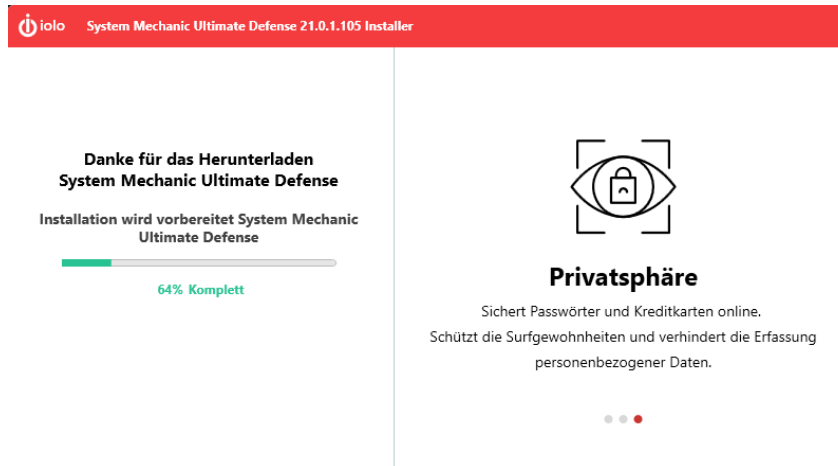 iolo System Mechanic Ultimate Defense 21.0.1.105 Installer
Danke für das Herunterladen
System Mechanic Ultimate Defense
Installation wird vorbereitet System Mechanic
Ultimate Defense
64% Komplett
Privatsphäre
Sichert Passwörter und Kreditkarten online.
Schützt die Surfgewohnheiten und verhindert die Erfassung
personenbezogener Daten.